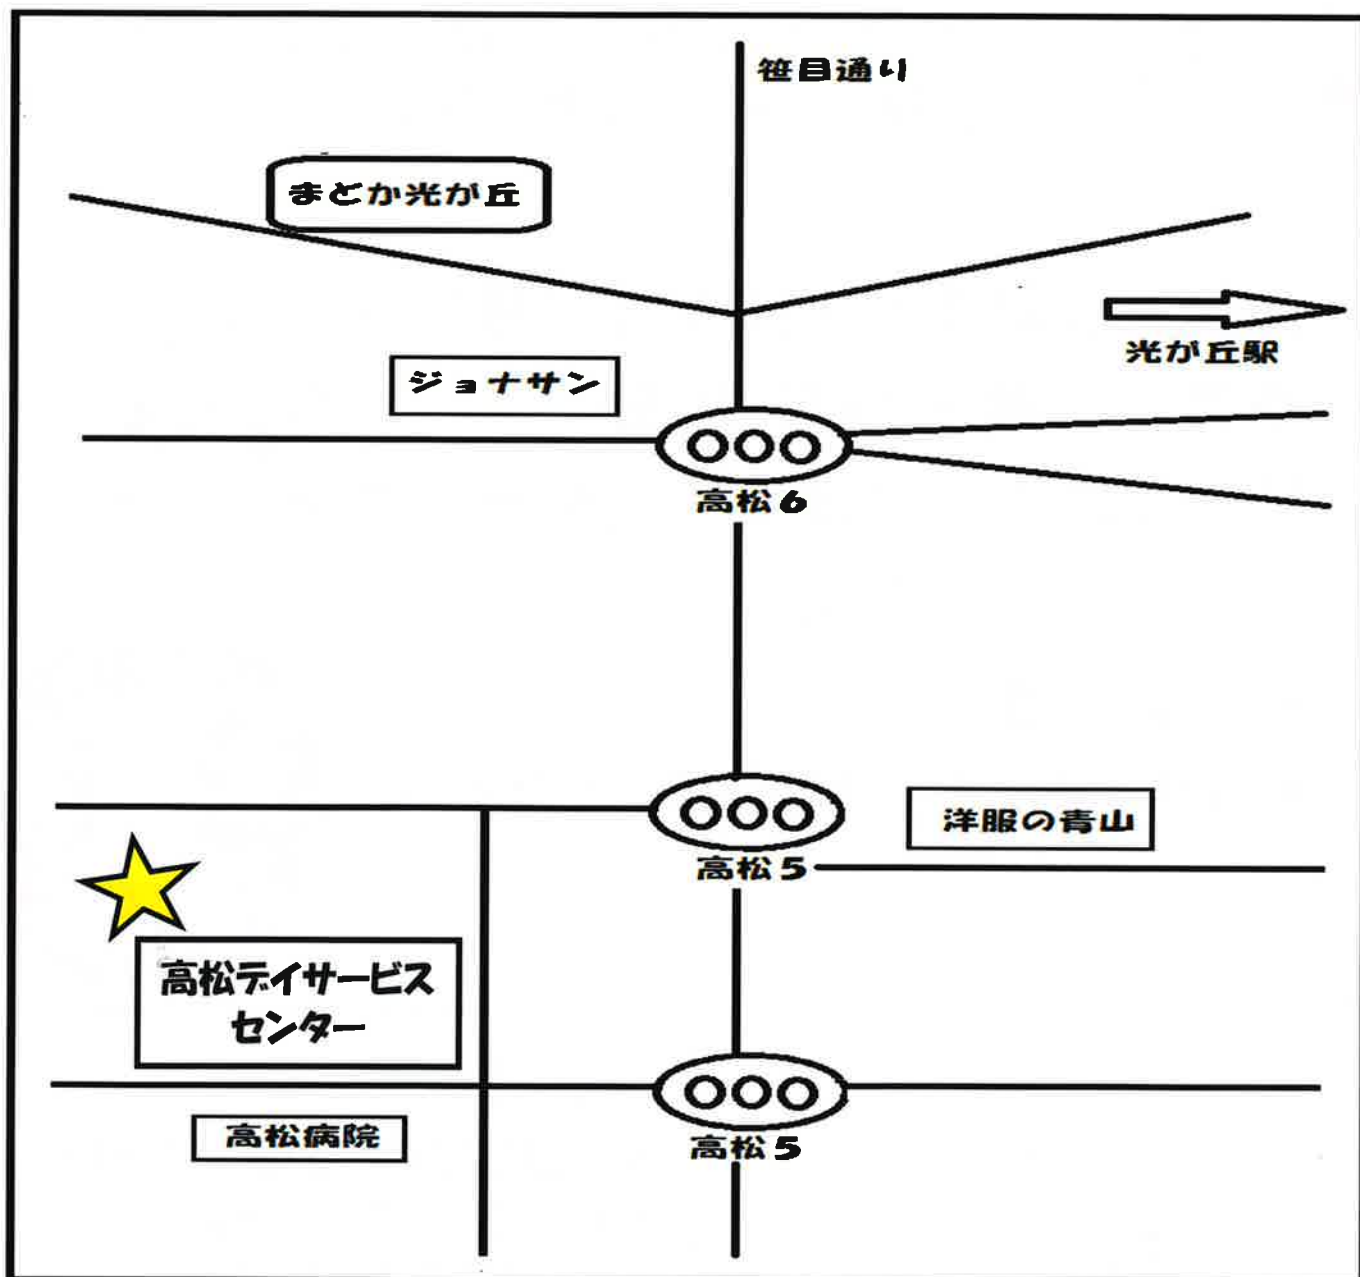 笹目通り
まどか光が丘
光が丘駅
ジョナサン
高松6
洋服の青山
高松5
高松デイサービス
センター
高松病院
高松5